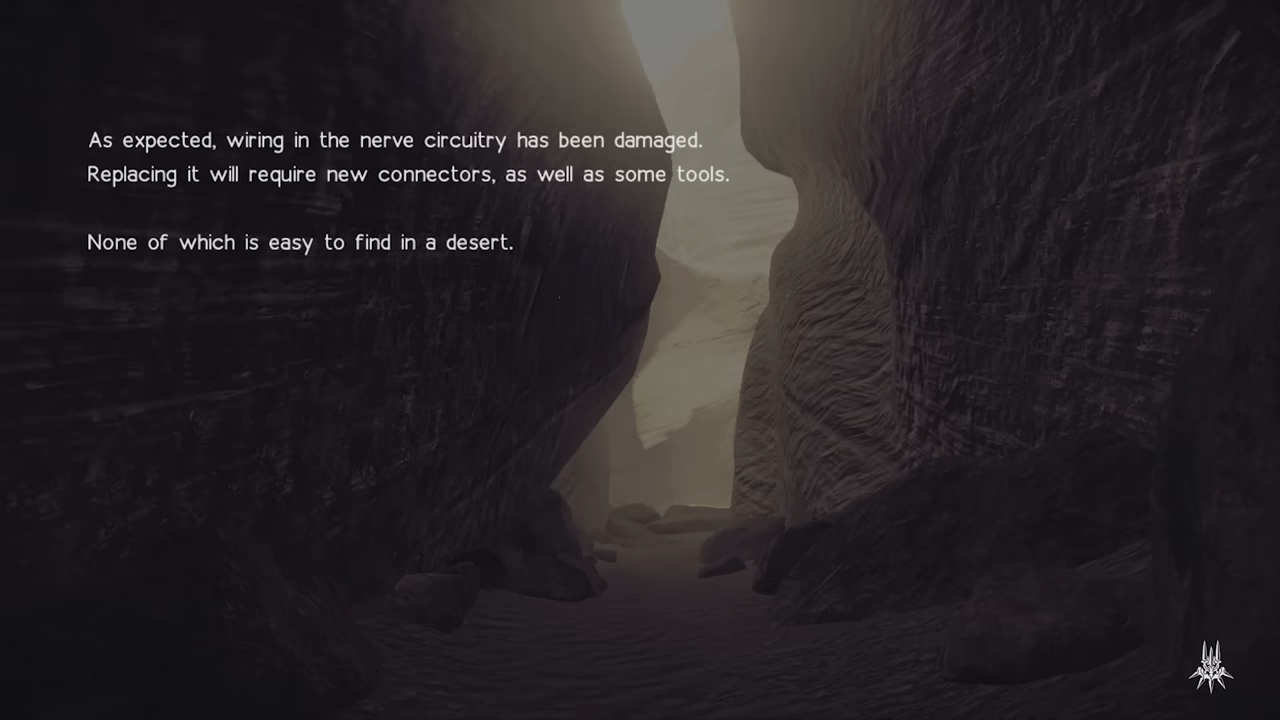 As expected, wiring in the nerve circuitry has been damaged.
Replacing it will require new connectors, as well as some tools.
None of which is easy to find in a desert.